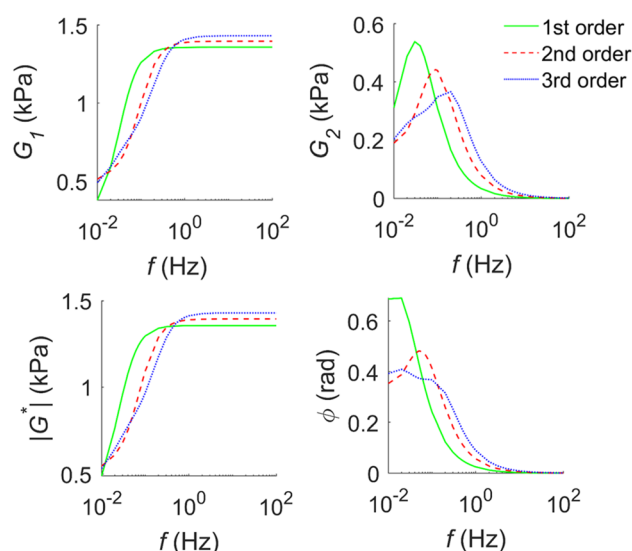 G₁ (kPa)
1.5
1
0.5
10⁻² 10⁰ 10²
f (Hz)
G₂ (kPa)
0.6
0.4
0.2
0
10⁻² 10⁰ 10²
f (Hz)
1st order
2nd order
3rd order
|G*| (kPa)
1.5
1
0.5
10⁻² 10⁰ 10²
f (Hz)
ϕ (rad)
0.6
0.4
0.2
0
10⁻² 10⁰ 10²
f (Hz)